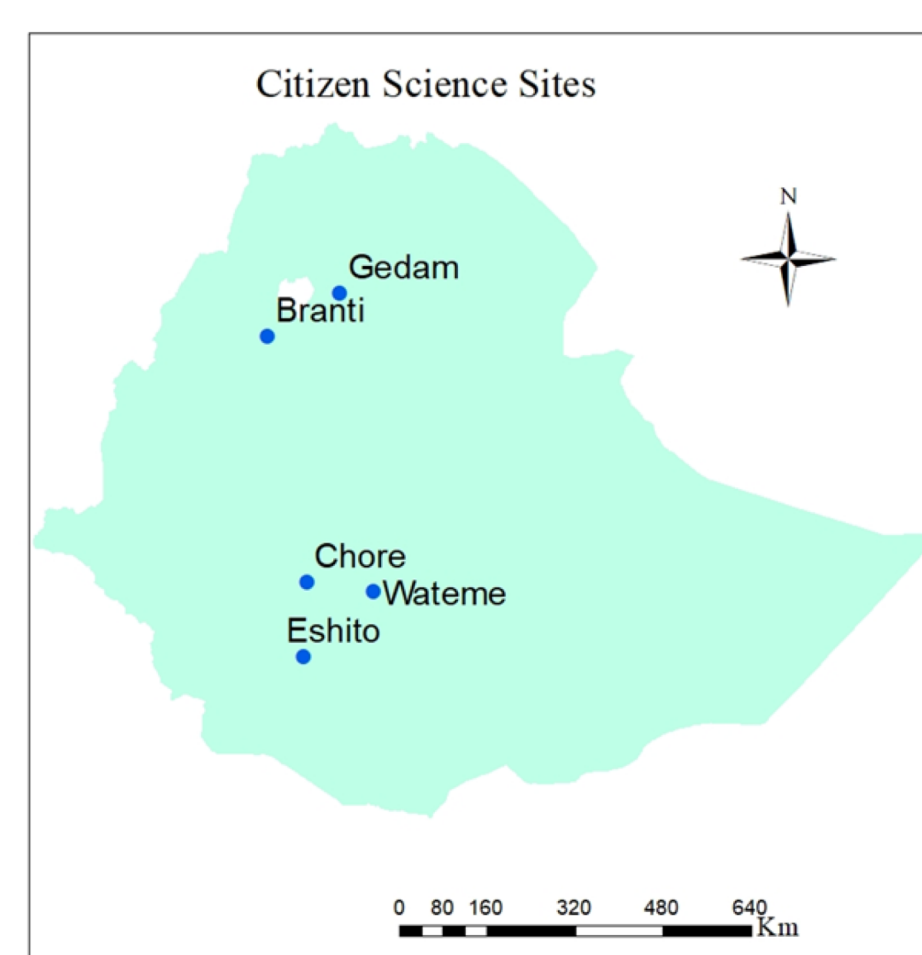 Citizen Science Sites
N
Gedam
Branti
Chore
Wateme
Eshito
0 80 160 320 480 640
Km